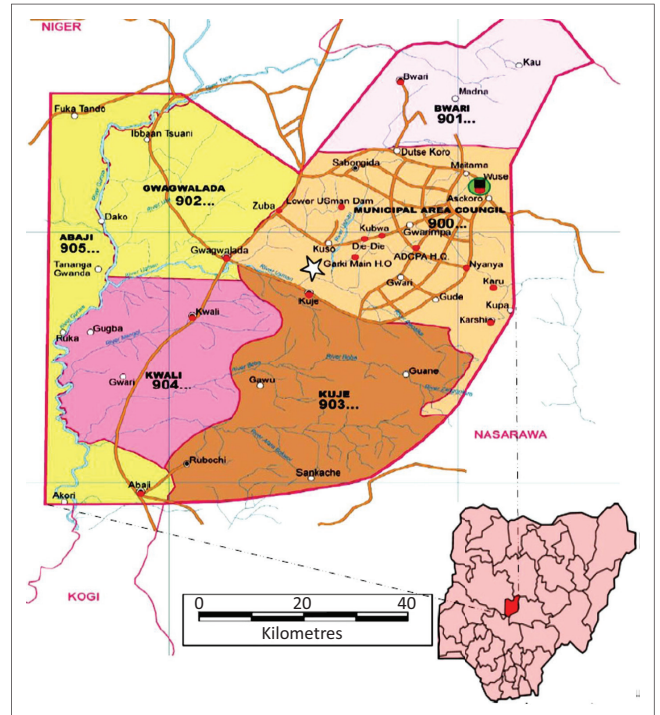 NIGER
Kau
Bwari
Madna
BWARI
901...
Fuka Tando
Ibbaan Tsuani
Dutse Koro
Maitama
Sabongida
Wuse
Asckoro
GWAGWALADA
902...
Zuba
Lower UGman Dam
MUNICIPAL AREA COUNCIL
900...
Dako
ABAJI
905...
Kubwa
Gwarimpa
Kuso
Die-Die
ADCPA H.Q.
Gwagwalada
Garki Main H.O
Nyanya
Tananga
Gwanda
Gwari
Karu
Kuje
Gude
Kupa
Kwali
Karshi
Ruka
Gugba
KWALI
904...
Gwari
Gawu
Guane
KUJE
903...
NASARAWA
Rubochi
Sankache
Abaji
Akori
KOGI
0 20 40
Kilometres